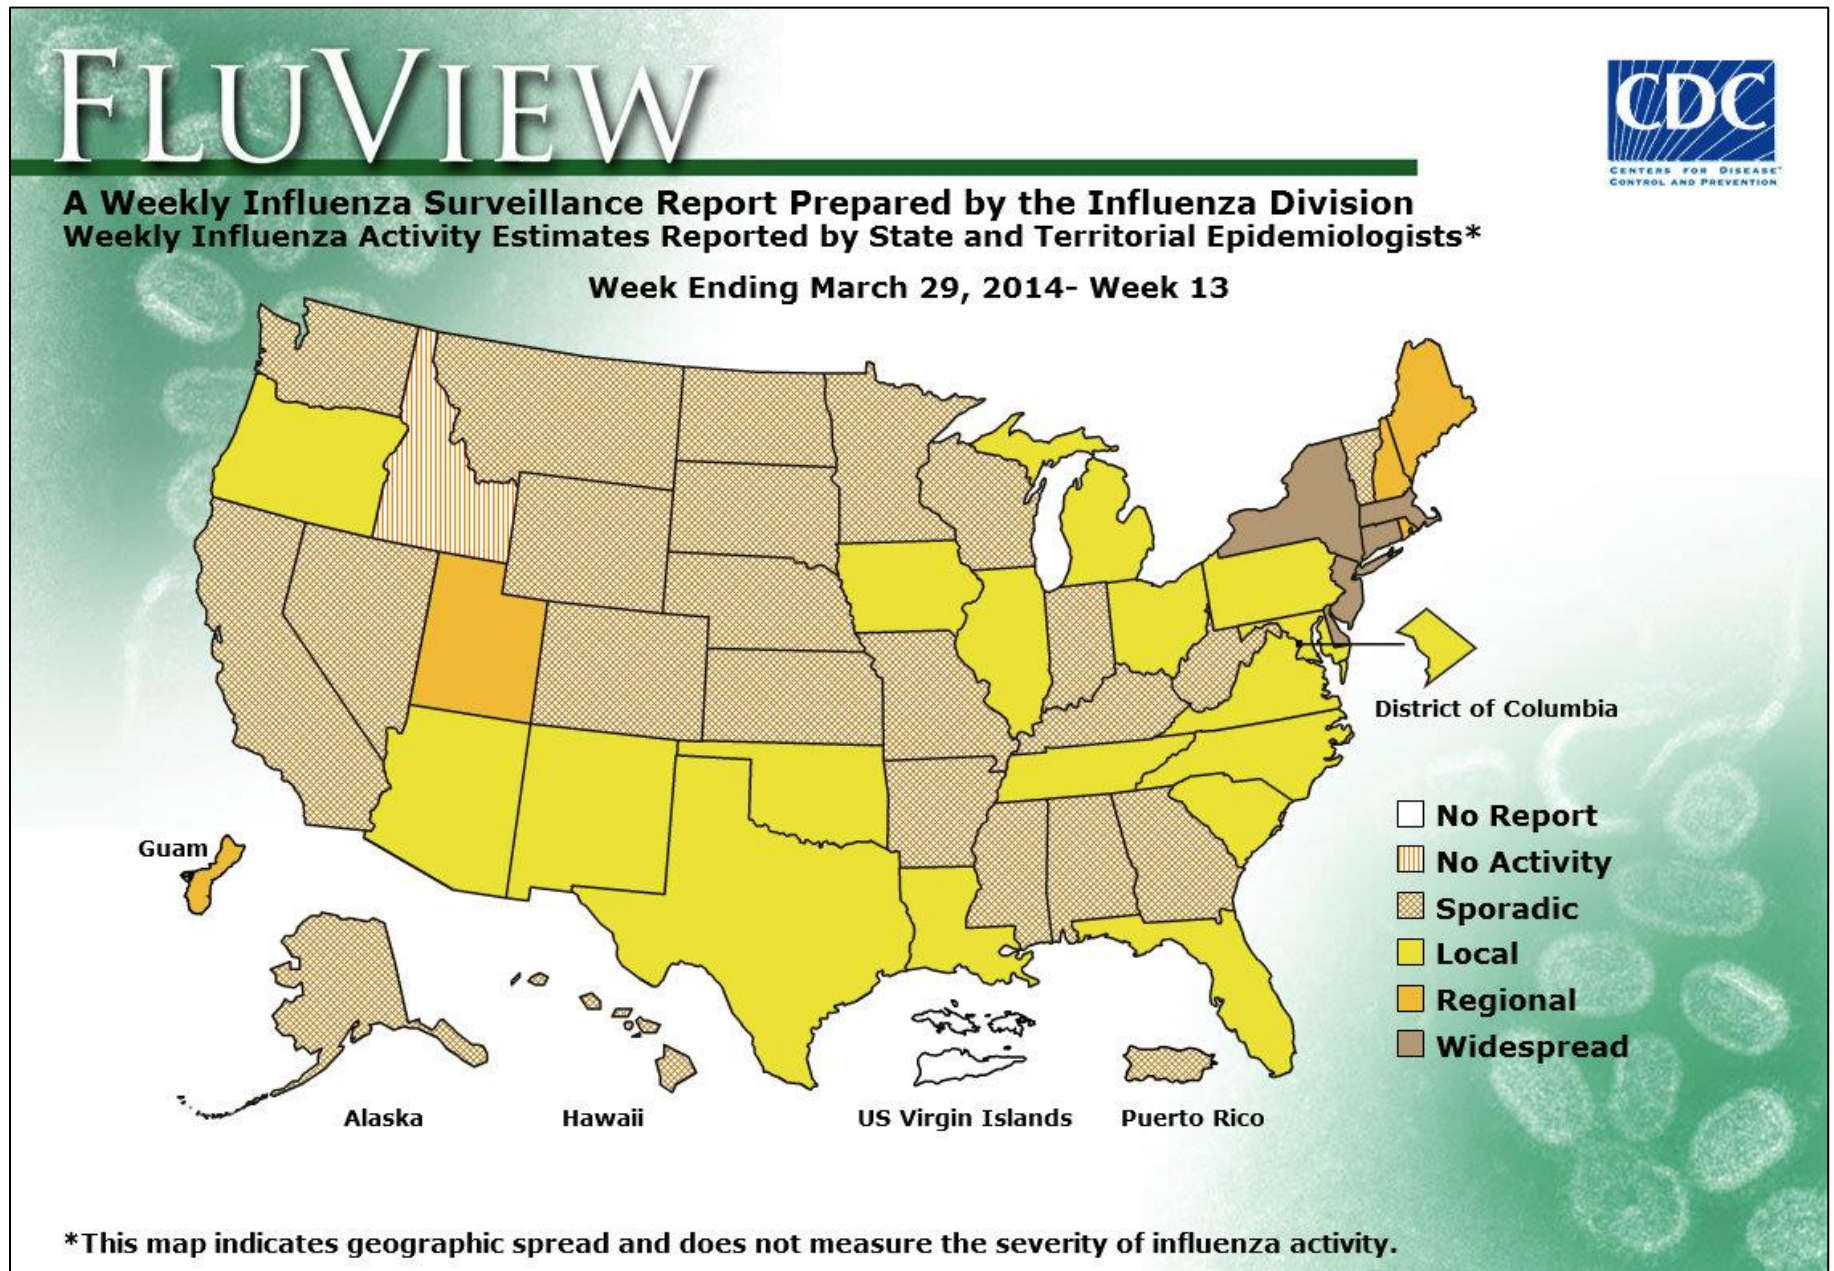 FLUVIEW
CDC
CENTERS FOR DISEASE™
CONTROL AND PREVENTION
A Weekly Influenza Surveillance Report Prepared by the Influenza Division
Weekly Influenza Activity Estimates Reported by State and Territorial Epidemiologists*
Week Ending March 29, 2014- Week 13
District of Columbia
No Report
No Activity
Sporadic
Local
Regional
Widespread
Guam
Alaska
Hawaii
US Virgin Islands
Puerto Rico
*This map indicates geographic spread and does not measure the severity of influenza activity.